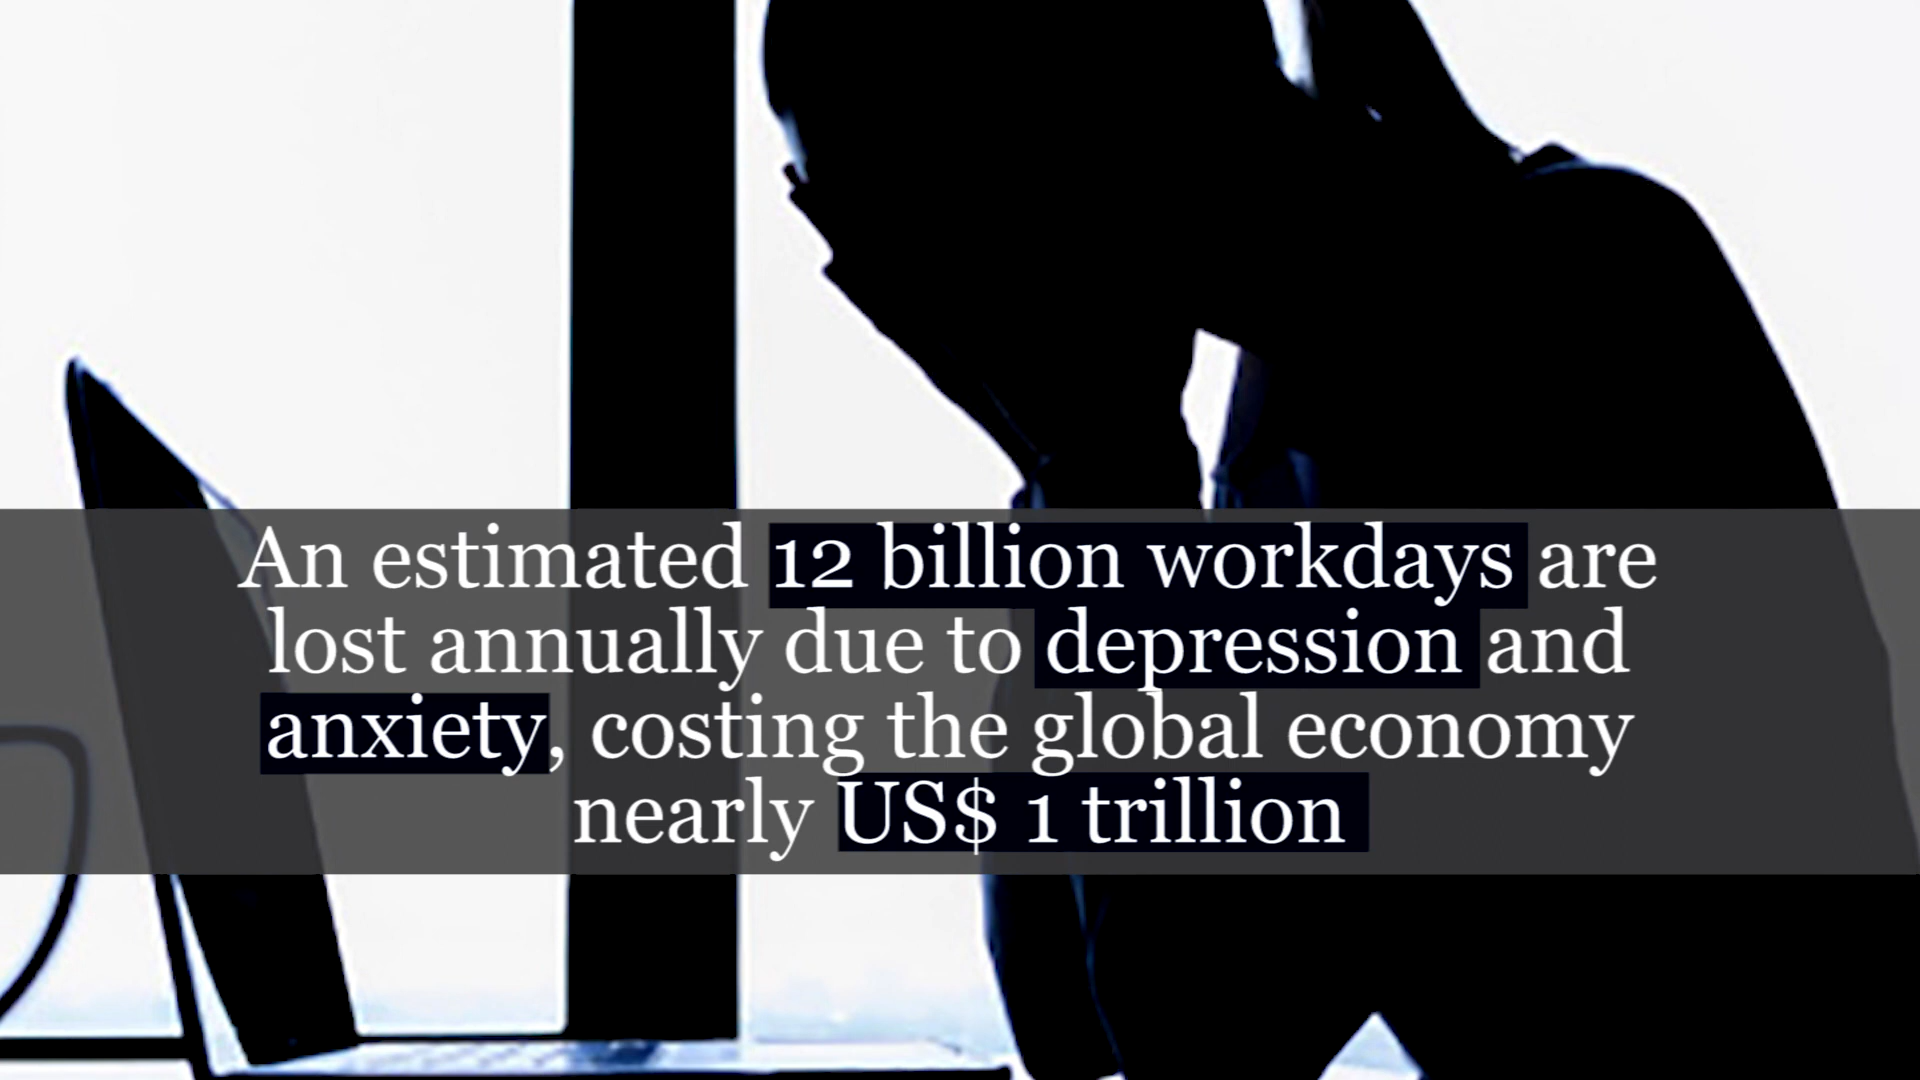 An estimated 12 billion workdays are
lost annually due to depression and
anxiety, costing the global economy
nearly US$ 1 trillion